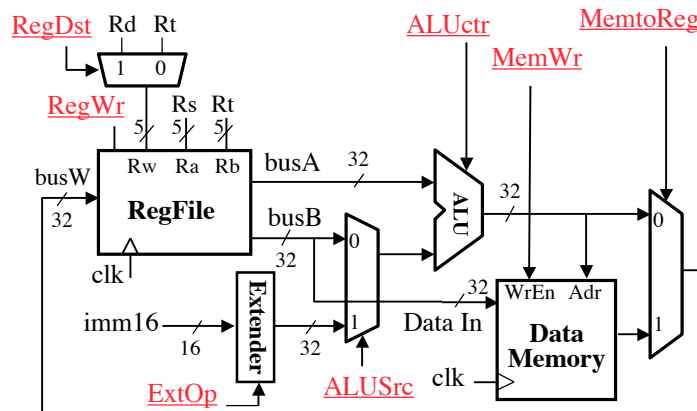 RegDst Rd Rt
1 0
ALUctr MemtoReg
MemWr
RegWr Rs Rt
5 5 5
Rw Ra Rb
busW 32
RegFile
clk
busA 32
busB 32
ALU
32
0
1
0
1
imm16 16
Extender
32
ExtOp
ALUSrc
Data In 32
WrEn Adr
Data
Memory
clk